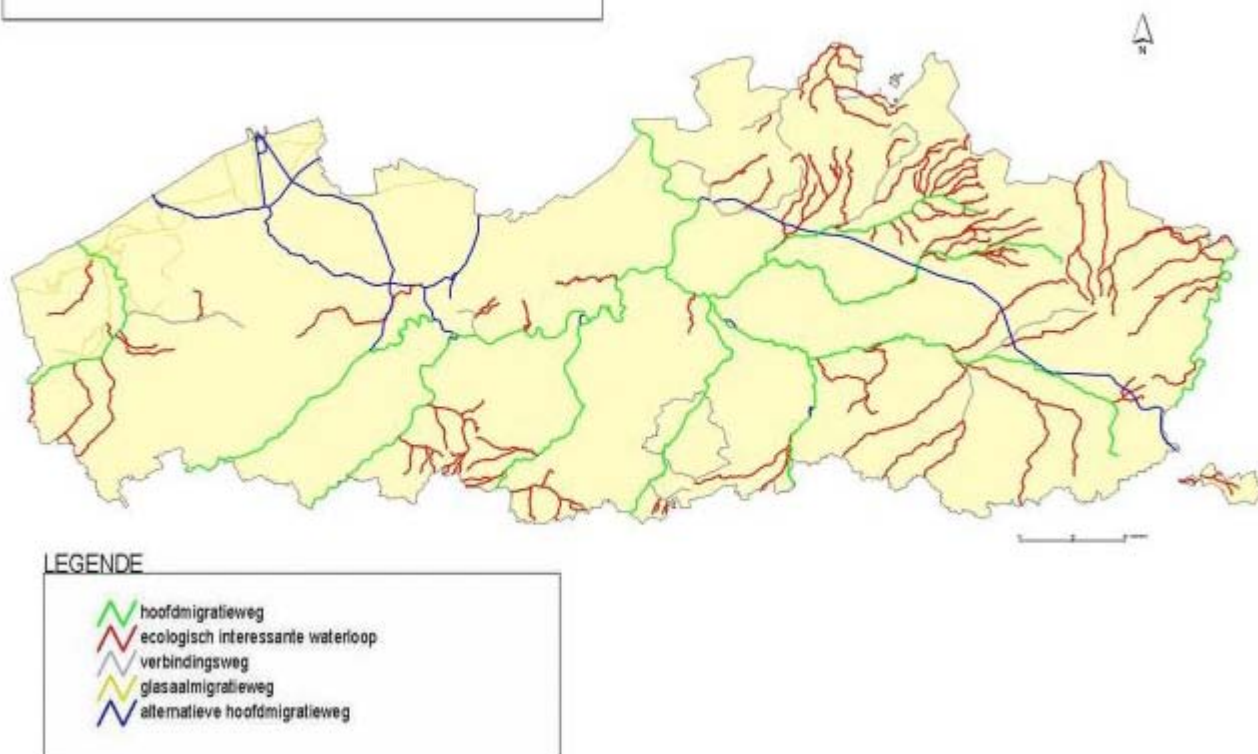 N
LEGENDE
hoofdmigratieweg
ecologisch interessante waterloop
verbindingsweg
glasaalmigratieweg
alternatieve hoofdmigratieweg